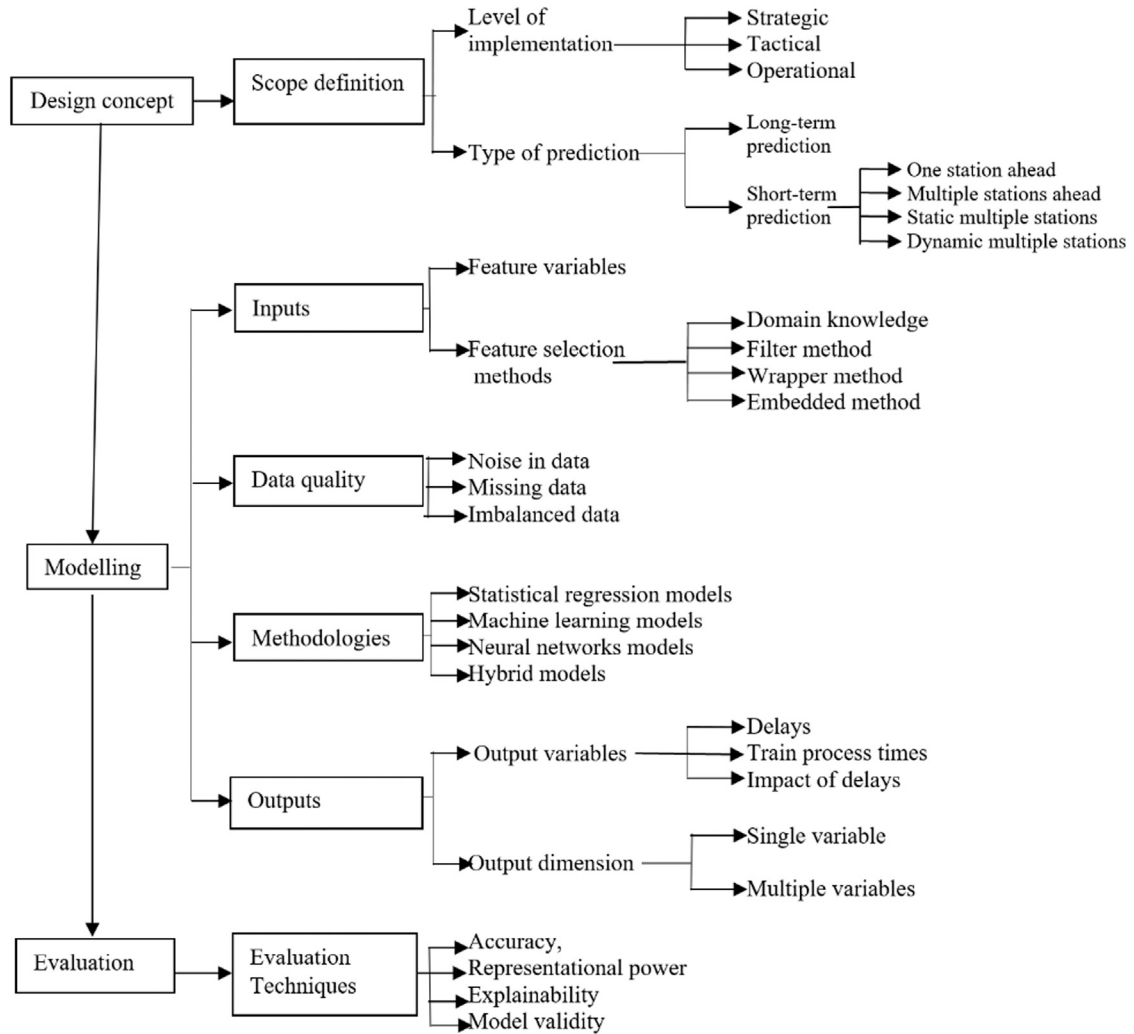 Design concept
Scope definition
Level of
implementation
Strategic
Tactical
Operational
Type of prediction
Long-term
prediction
Short-term
prediction
One station ahead
Multiple stations ahead
Static multiple stations
Dynamic multiple stations
Modelling
Inputs
Feature variables
Feature selection
methods
Domain knowledge
Filter method
Wrapper method
Embedded method
Data quality
Noise in data
Missing data
Imbalanced data
Methodologies
Statistical regression models
Machine learning models
Neural networks models
Hybrid models
Outputs
Output variables
Delays
Train process times
Impact of delays
Output dimension
Single variable
Multiple variables
Evaluation
Evaluation
Techniques
Accuracy,
Representational power
Explainability
Model validity